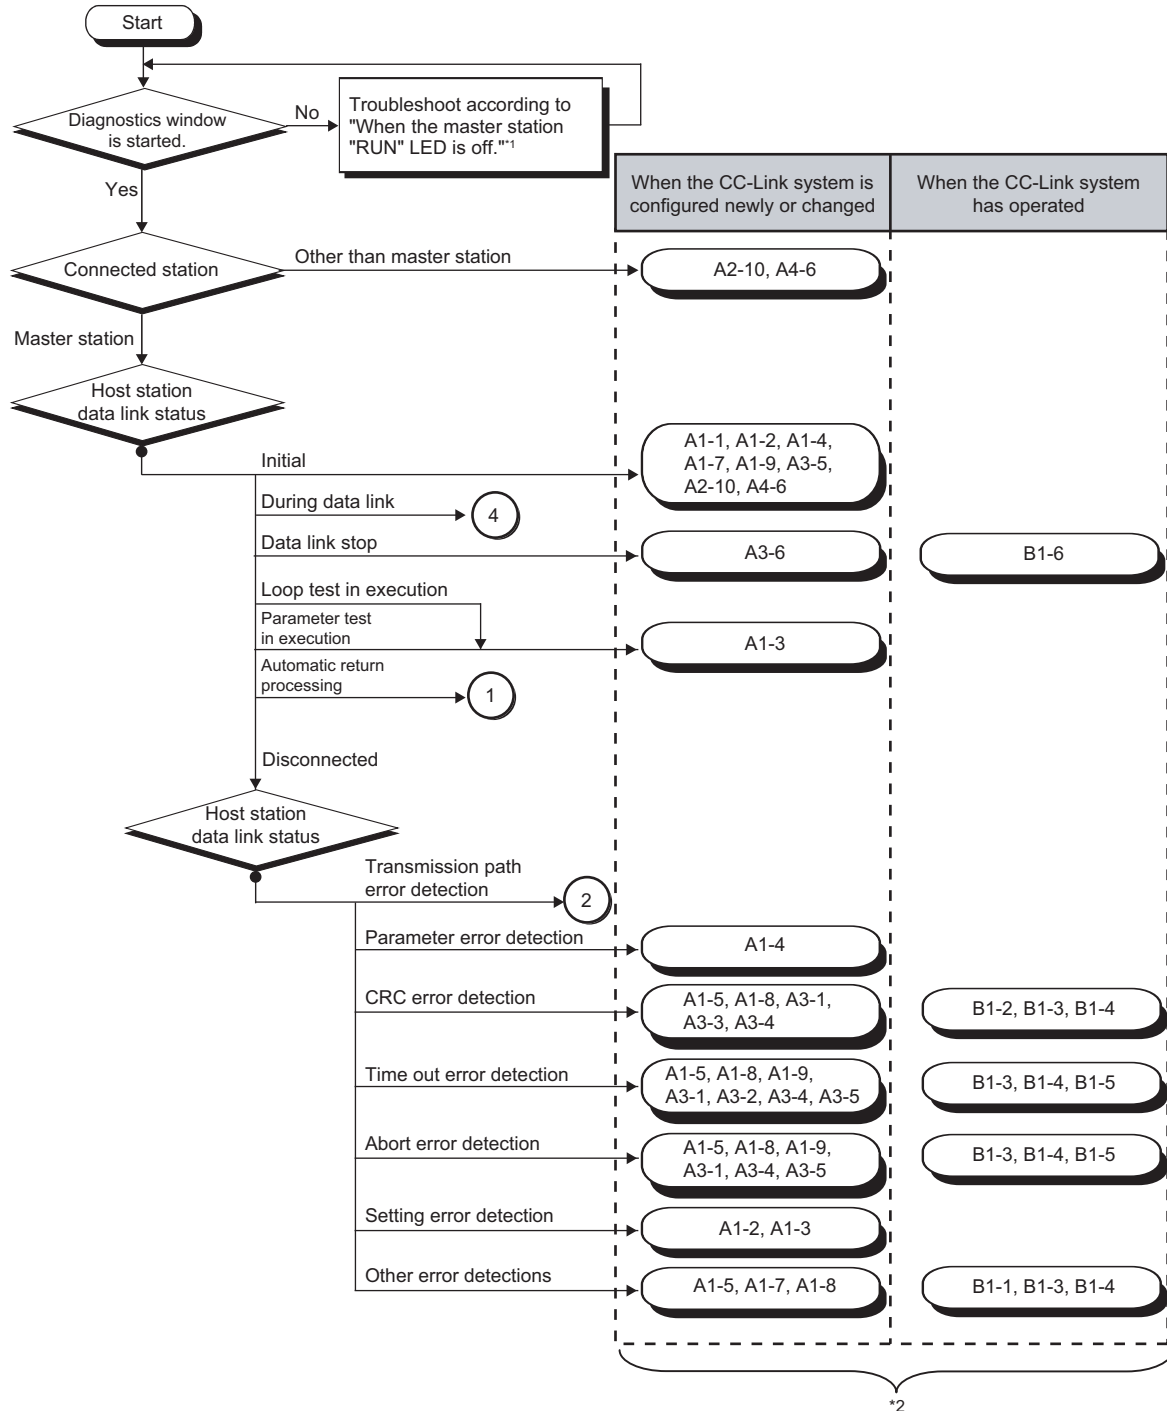 Start
Diagnostics window
is started.
No
Troubleshoot according to
"When the master station
"RUN" LED is off."*1
Yes
When the CC-Link system is
configured newly or changed
When the CC-Link system
has operated
Connected station
Other than master station
A2-10, A4-6
Master station
Host station
data link status
Initial
A1-1, A1-2, A1-4,
A1-7, A1-9, A3-5,
A2-10, A4-6
During data link
4
Data link stop
A3-6
B1-6
Loop test in execution
Parameter test
in execution
A1-3
Automatic return
processing
1
Disconnected
Host station
data link status
Transmission path
error detection
2
Parameter error detection
A1-4
CRC error detection
A1-5, A1-8, A3-1,
A3-3, A3-4
B1-2, B1-3, B1-4
Time out error detection
A1-5, A1-8, A1-9,
A3-1, A3-2, A3-4, A3-5
B1-3, B1-4, B1-5
Abort error detection
A1-5, A1-8, A1-9,
A3-1, A3-4, A3-5
B1-3, B1-4, B1-5
Setting error detection
A1-2, A1-3
Other error detections
A1-5, A1-7, A1-8
B1-1, B1-3, B1-4
*2